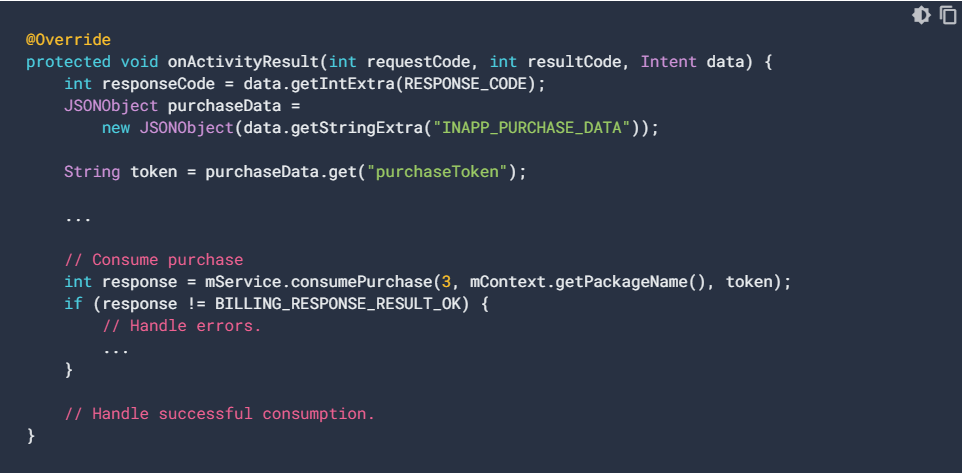 @Override
protected void onActivityResult(int requestCode, int resultCode, Intent data) {
    int responseCode = data.getIntExtra(RESPONSE_CODE);
    JSONObject purchaseData =
        new JSONObject(data.getStringExtra("INAPP_PURCHASE_DATA"));

    String token = purchaseData.get("purchaseToken");

    ...

    // Consume purchase
    int response = mService.consumePurchase(3, mContext.getPackageName(), token);
    if (response != BILLING_RESPONSE_RESULT_OK) {
        // Handle errors.
        ...
    }

    // Handle successful consumption.
}